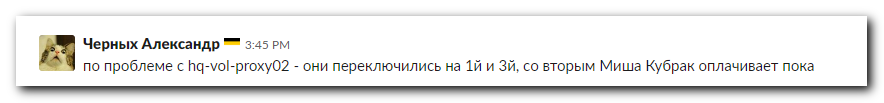 Черных Александр 3:45 PM
по проблеме с hq-vol-proxy02 - они переключились на 1й и 3й, со вторым Миша Кубрак оплачивает пока